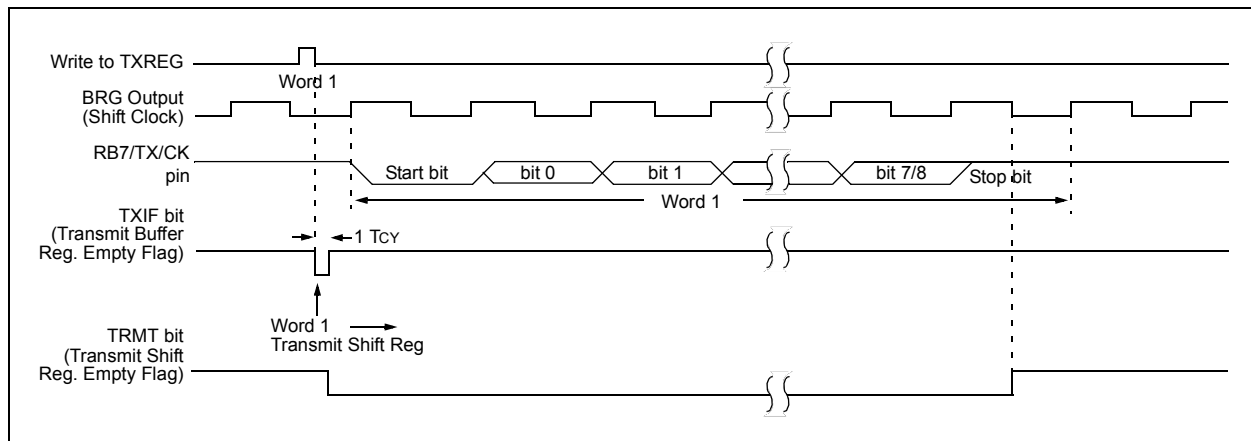 Write to TXREG
Word 1
BRG Output
(Shift Clock)
RB7/TX/CK
pin
Start bit
bit 0
bit 1
bit 7/8
Stop bit
Word 1
TXIF bit
(Transmit Buffer
Reg. Empty Flag)
1 TCY
Word 1
Transmit Shift Reg
TRMT bit
(Transmit Shift
Reg. Empty Flag)